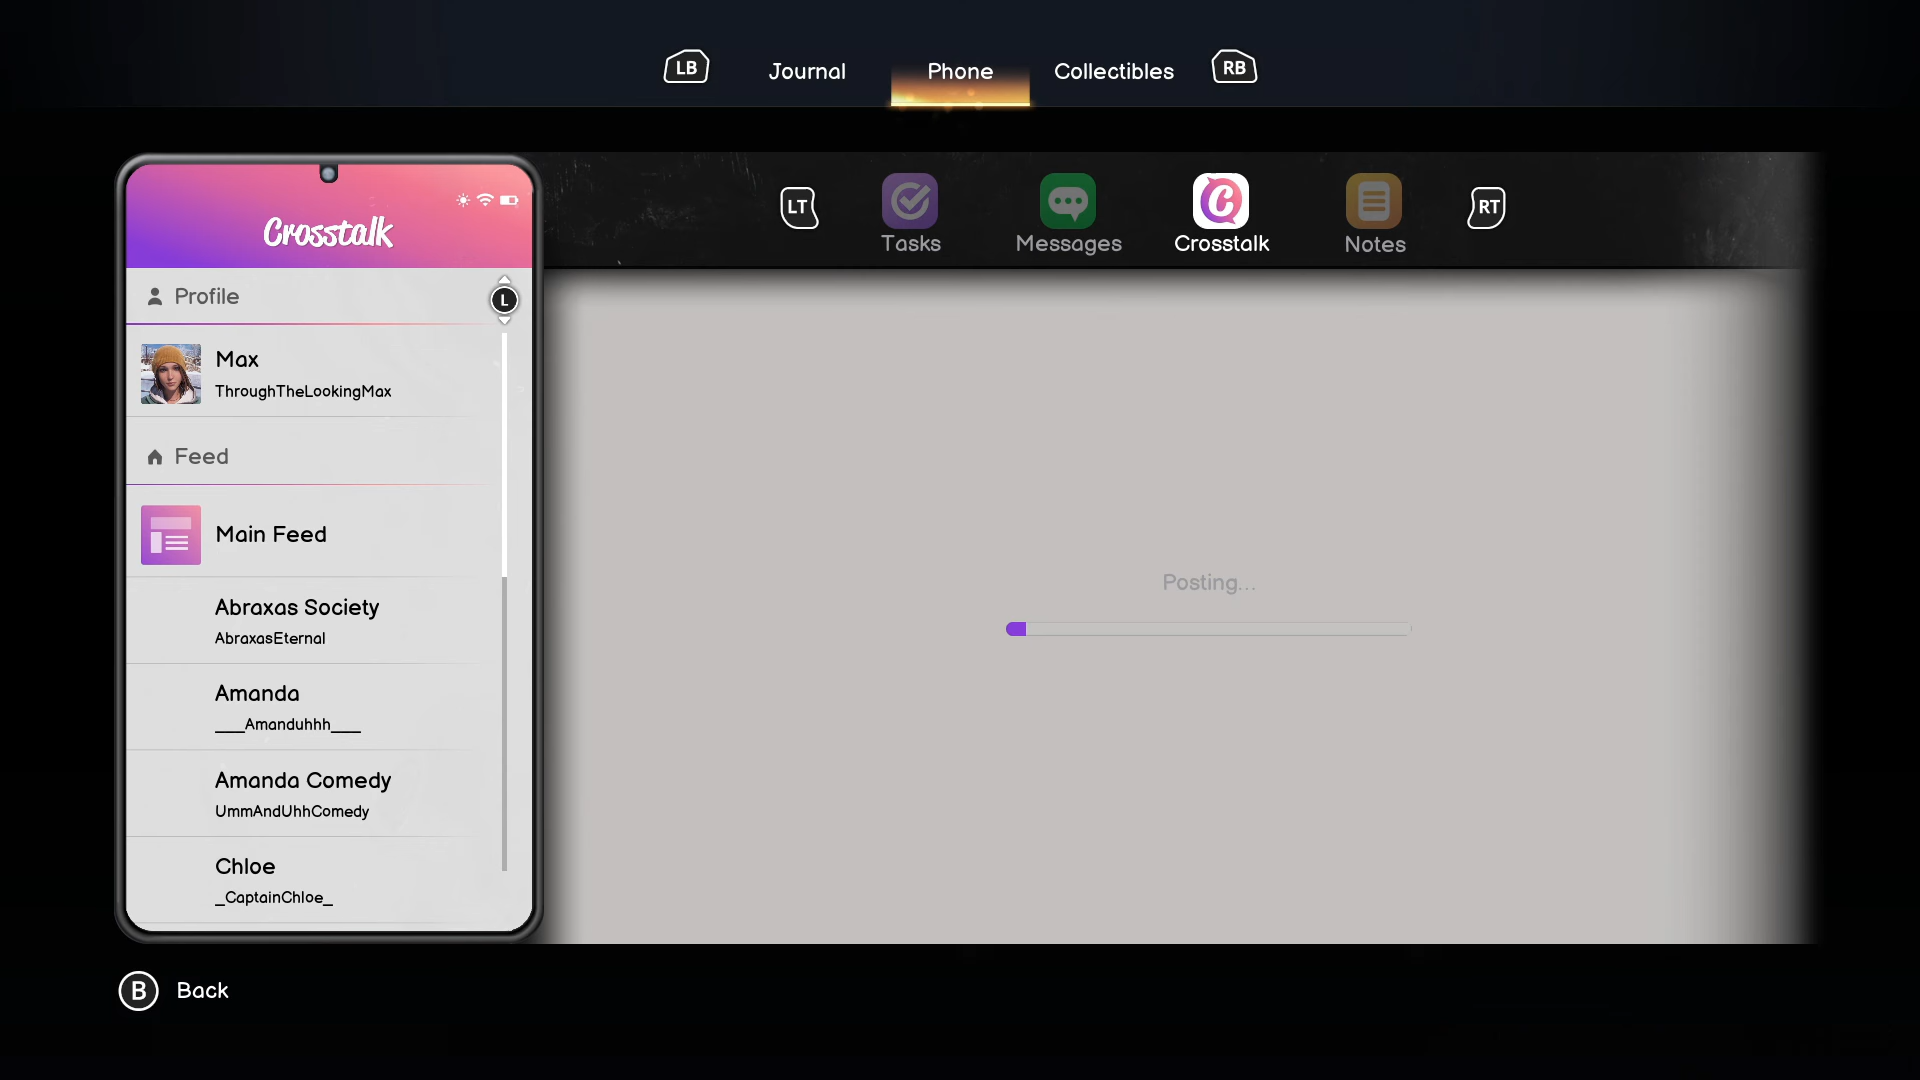 LB
Journal
Phone
Collectibles
RB
Crosstalk
LT
Tasks
Messages
Crosstalk
Notes
RT
Profile
L
Max
ThroughTheLookingMax
Feed
Main Feed
Abraxas Society
AbraxasEternal
Amanda
___Amanduhhh___
Amanda Comedy
UmmAndUhhComedy
Chloe
_CaptainChloe_
Posting...
B
Back